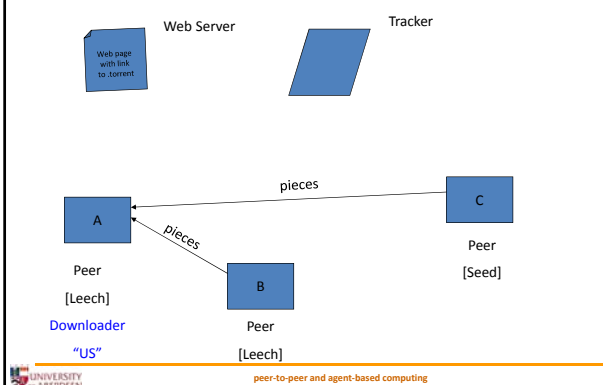 Web Server
Tracker
Web page
with link
to .torrent
pieces
C
A
pieces
Peer
[Seed]
Peer
[Leech]
Downloader
"US"
B
Peer
[Leech]
UNIVERSITY
peer-to-peer and agent-based computing